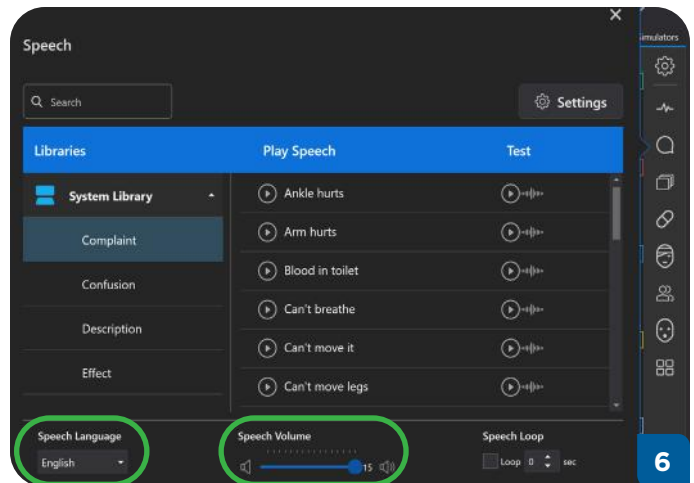 Simulators
Speech
Search
Settings
Libraries Play Speech Test
System Library
Complaint
Confusion
Description
Effect
Ankle hurts
Arm hurts
Blood in toilet
Can't breathe
Can't move it
Can't move legs
Speech Language
English
Speech Volume
15
Speech Loop
Loop 0 sec
6